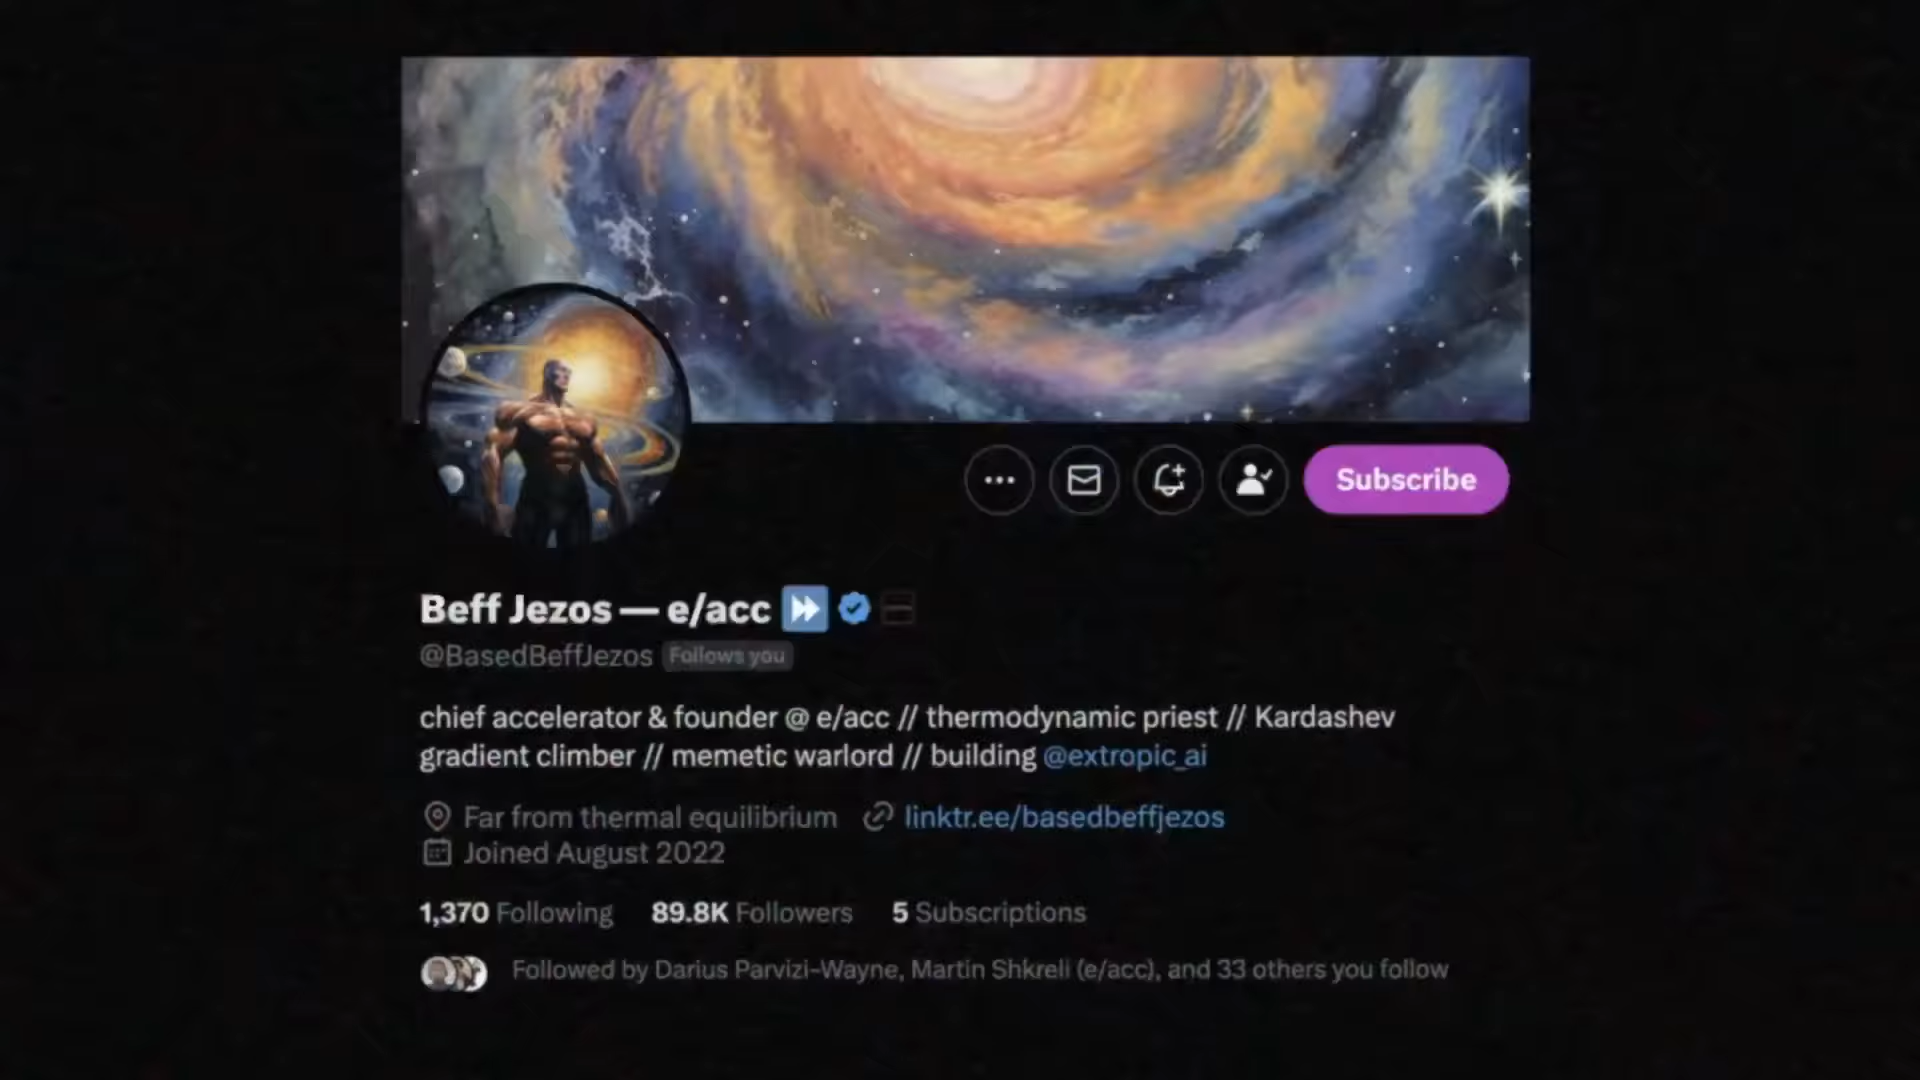 Subscribe
Beff Jezos — e/acc ⏩
@BasedBeffJezos Follows you
chief accelerator & founder @ e/acc // thermodynamic priest // Kardashev
gradient climber // memetic warlord // building @extropic_ai
Far from thermal equilibrium linktr.ee/basedbeffjezos
Joined August 2022
1,370 Following 89.8K Followers 5 Subscriptions
Followed by Darius Parvizi-Wayne, Martin Shkreli (e/acc), and 33 others you follow